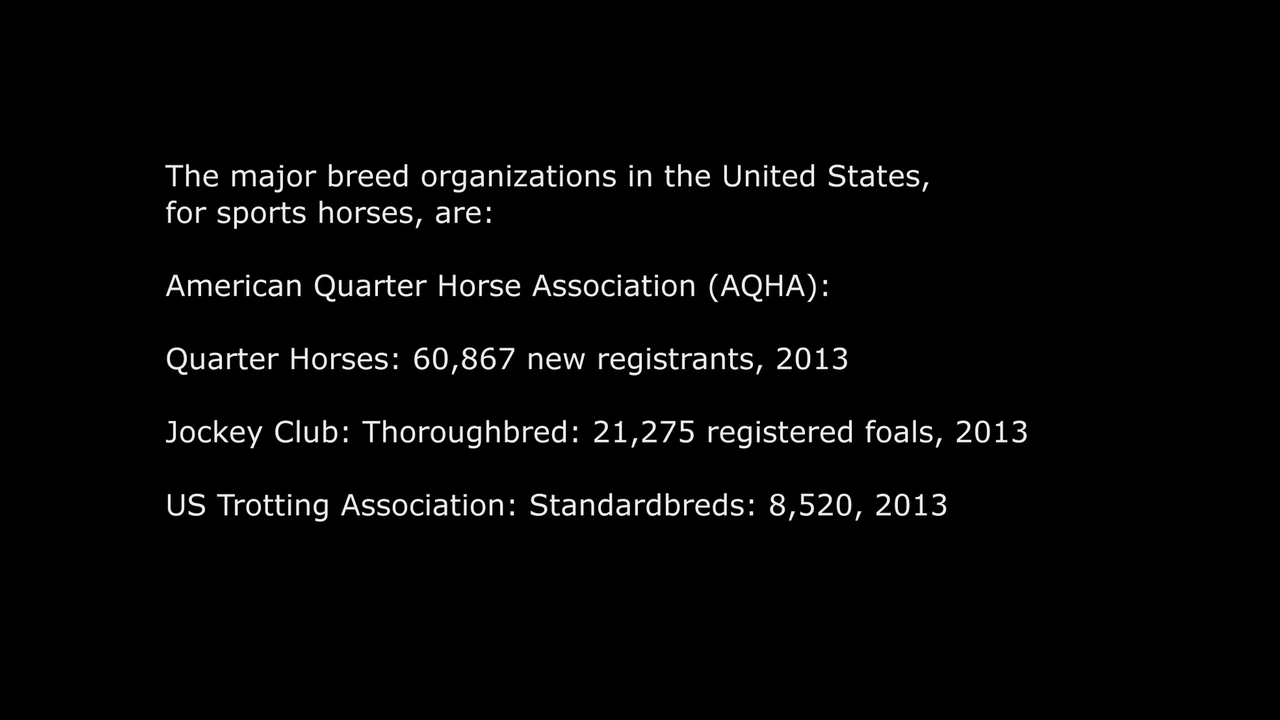 The major breed organizations in the United States,
for sports horses, are:
American Quarter Horse Association (AQHA):
Quarter Horses: 60,867 new registrants, 2013
Jockey Club: Thoroughbred: 21,275 registered foals, 2013
US Trotting Association: Standardbreds: 8,520, 2013